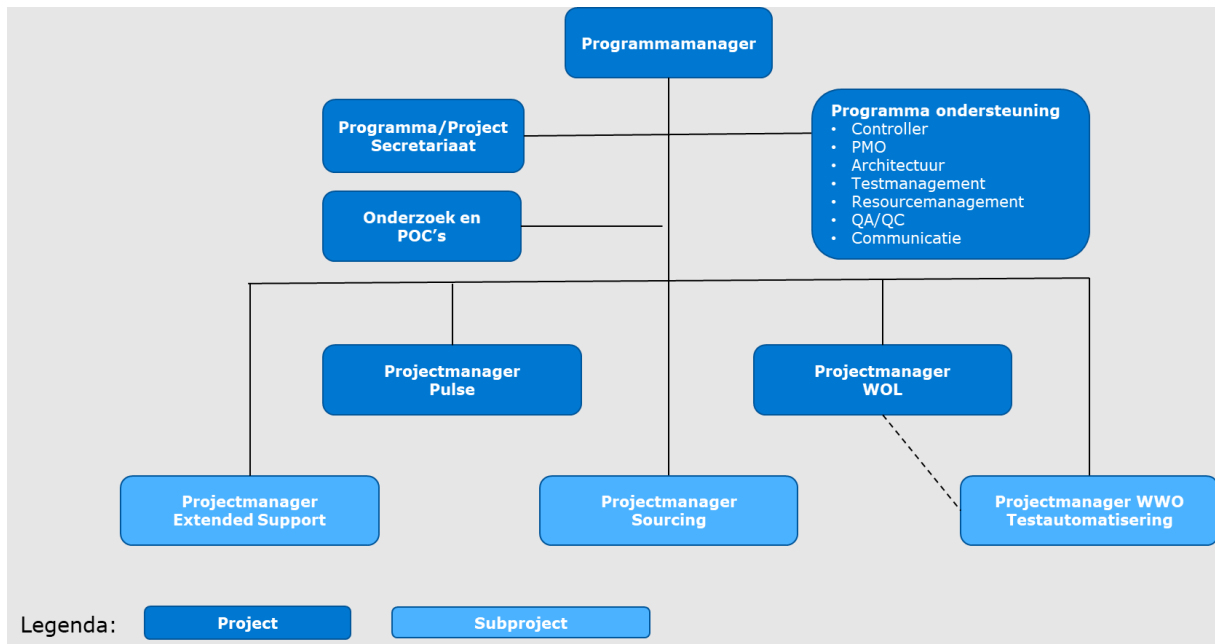 Programmamanager
Programma/Project
Secretariaat
Programma ondersteuning
• Controller
• PMO
• Architectuur
• Testmanagement
• Resourcemanagement
• QA/QC
• Communicatie
Onderzoek en
POC’s
Projectmanager
Pulse
Projectmanager
WOL
Projectmanager
Extended Support
Projectmanager
Sourcing
Projectmanager WWO
Testautomatisering
Legenda:
Project
Subproject